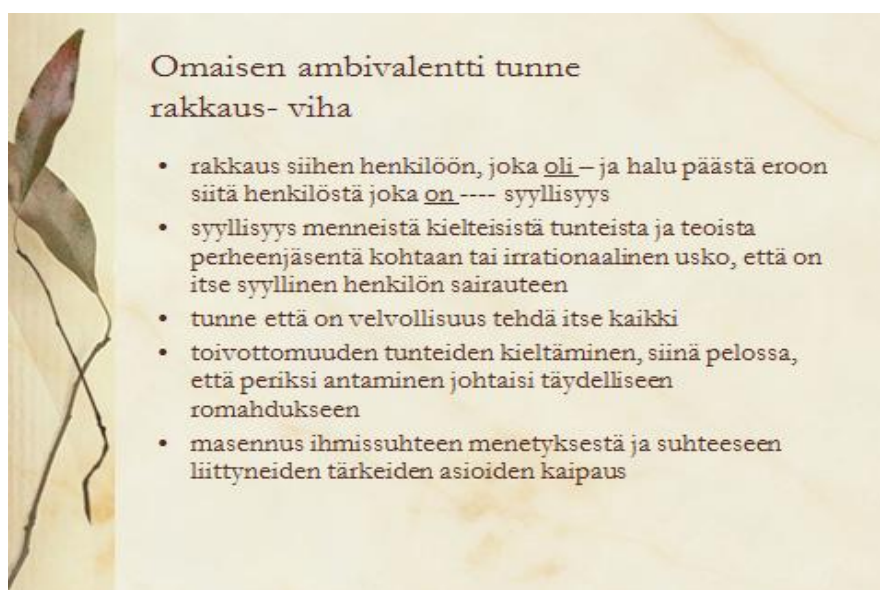 Omaisen ambivalentti tunne
rakkaus- viha
• rakkaus siihen henkilöön, joka oli – ja halu päästä eroon
siitä henkilöstä joka on ---- syyllisyys
• syyllisyys menneistä kielteisistä tunteista ja teoista
perheenjäsentä kohtaan tai irrationaalinen usko, että on
itse syyllinen henkilön sairauteen
• tunne että on velvollisuus tehdä itse kaikki
• toivottomuuden tunteiden kieltäminen, siinä pelossa,
että periksi antaminen johtaisi täydelliseen
romahdukseen
• masennus ihmissuhteen menetyksestä ja suhteeseen
liittyneiden tärkeiden asioiden kaipaus